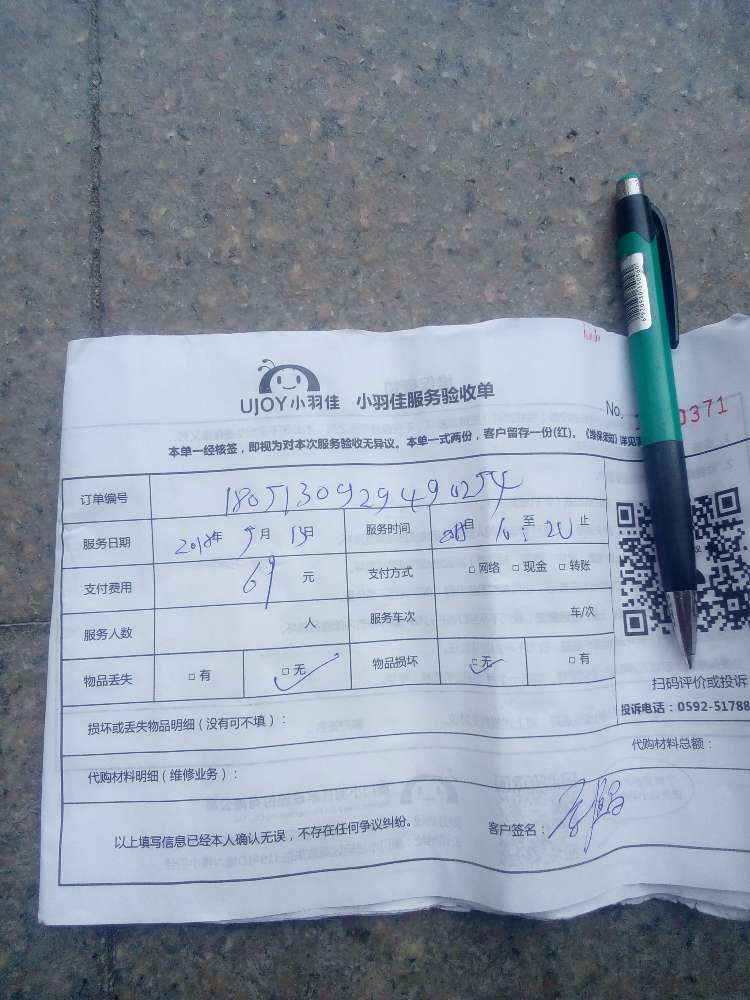 UJOY小羽佳 小羽佳服务验收单
No. 0371
本单一经核签，即视为对本次服务验收无异议。本单一式两份，客户留存一份(红)、《维保须知》详见
订单编号 1805130929490254
服务日期 2018年 5月 13日 服务时间 自 至 止
支付费用 69 元 支付方式 □网络 □现金 □转账
服务人数 人 服务车次 车/次
物品丢失 □有 □无 物品损坏 □无 □有
扫码评价或投诉
损坏或丢失物品明细（没有可不填）：
投诉电话：0592-51788
代购材料总额：
代购材料明细（维修业务）：
以上填写信息已经本人确认无误，不存在任何争议纠纷。 客户签名：